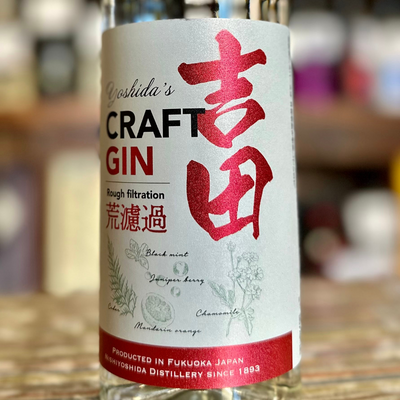 Yoshida's
CRAFT
GIN
吉田
Rough filtration
荒濾過
Black mint
Juniper berry
Cedar
Chamomile
Mandarin orange
PRODUCED IN FUKUOKA JAPAN
NISHIYOSHIDA DISTILLERY SINCE 1893